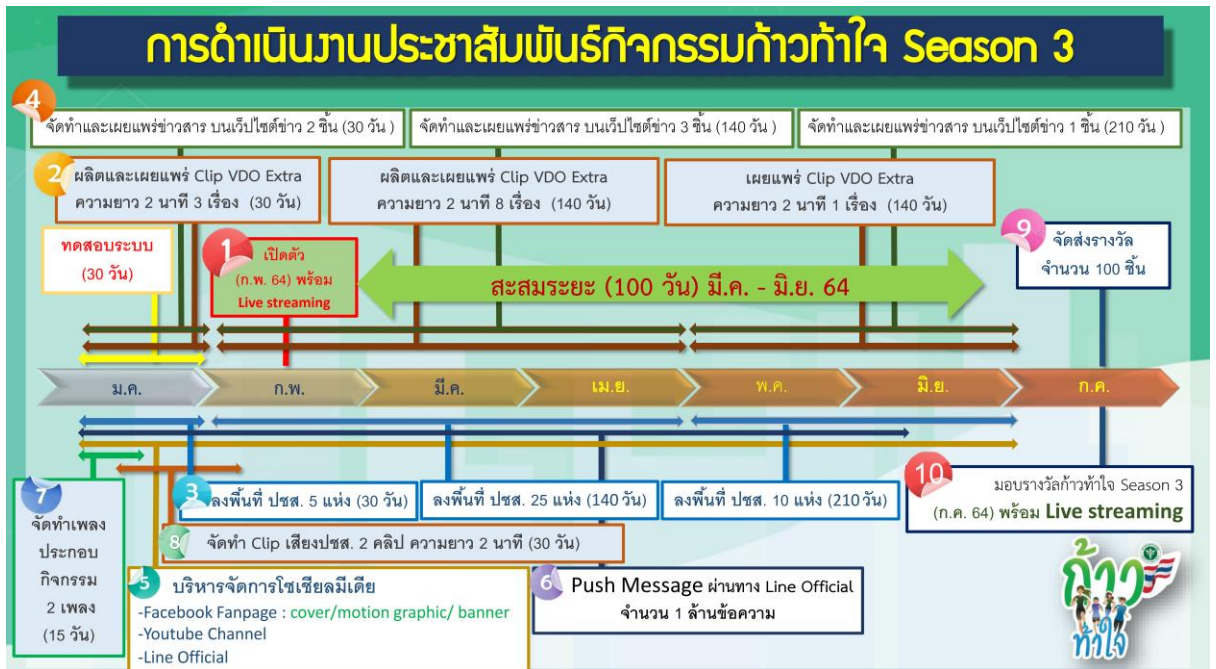 การดำเนินงานประชาสัมพันธ์กิจกรรมก้าวท้าใจ Season 3
4
จัดทำและเผยแพร่ข่าวสาร บนเว็ปไซต์ข่าว 2 ชิ้น (30 วัน )
จัดทำและเผยแพร่ข่าวสาร บนเว็ปไซต์ข่าว 3 ชิ้น (140 วัน )
จัดทำและเผยแพร่ข่าวสาร บนเว็ปไซต์ข่าว 1 ชิ้น (210 วัน )
2
ผลิตและเผยแพร่ Clip VDO Extra
ความยาว 2 นาที 3 เรื่อง (30 วัน)
ผลิตและเผยแพร่ Clip VDO Extra
ความยาว 2 นาที 8 เรื่อง (140 วัน)
เผยแพร่ Clip VDO Extra
ความยาว 2 นาที 1 เรื่อง (140 วัน)
ทดสอบระบบ
(30 วัน)
1
เปิดตัว
(ก.พ. 64) พร้อม
Live streaming
สะสมระยะ (100 วัน) มี.ค. - มิ.ย. 64
9
จัดส่งรางวัล
จำนวน 100 ชิ้น
ม.ค.
ก.พ.
มี.ค.
เม.ย.
พ.ค.
มิ.ย.
ก.ค.
7
จัดทำเพลง
ประกอบ
กิจกรรม
2 เพลง
(15 วัน)
3
ลงพื้นที่ ปชส. 5 แห่ง (30 วัน)
ลงพื้นที่ ปชส. 25 แห่ง (140 วัน)
ลงพื้นที่ ปชส. 10 แห่ง (210 วัน)
10
มอบรางวัลก้าวท้าใจ Season 3
(ก.ค. 64) พร้อม Live streaming
8
จัดทำ Clip เสียงปชส. 2 คลิป ความยาว 2 นาที (30 วัน)
5
บริหารจัดการโซเชียลมีเดีย
-Facebook Fanpage : cover/motion graphic/ banner
-Youtube Channel
-Line Official
6
Push Message ผ่านทาง Line Official
จำนวน 1 ล้านข้อความ
ก้าว
ท้าใจ